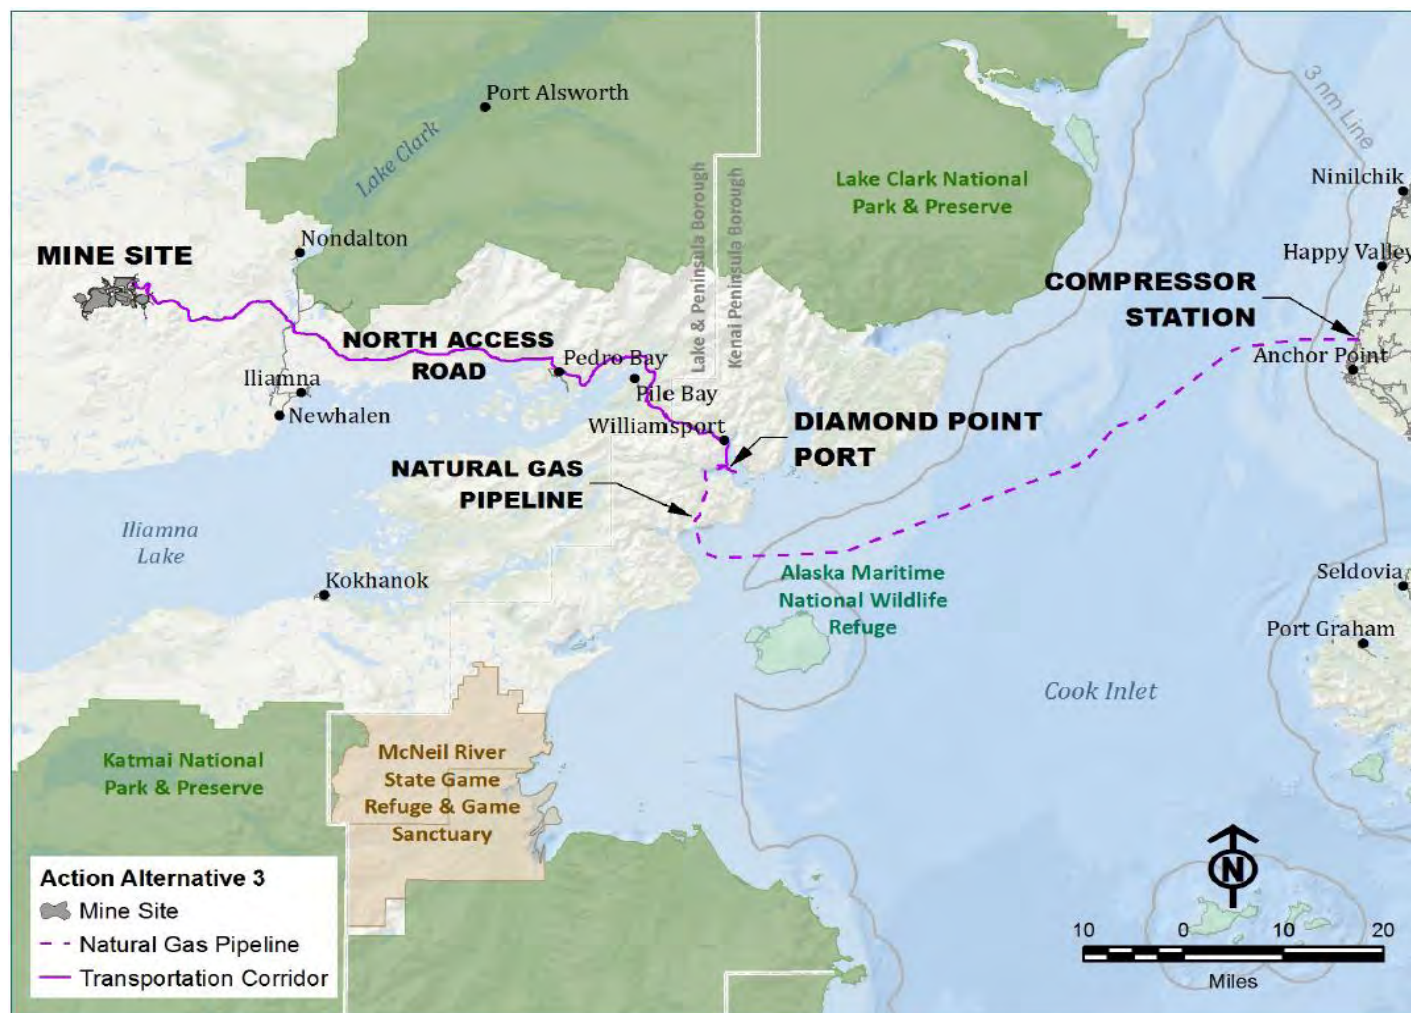 Port Alsworth
Lake Clark
3 nm Line
Lake & Peninsula Borough
Kenai Peninsula Borough
Lake Clark National
Park & Preserve
Ninilchik
Nondalton
MINE SITE
Happy Valley
COMPRESSOR
STATION
NORTH ACCESS
ROAD
Pedro Bay
Anchor Point
Iliamna
Pile Bay
Newhalen
Williamsport
DIAMOND POINT
PORT
NATURAL GAS
PIPELINE
Iliamna
Lake
Kokhanok
Alaska Maritime
National Wildlife
Refuge
Seldovia
Port Graham
Cook Inlet
Katmai National
Park & Preserve
McNeil River
State Game
Refuge & Game
Sanctuary
Action Alternative 3
Mine Site
Natural Gas Pipeline
Transportation Corridor
N
10 0 10 20
Miles